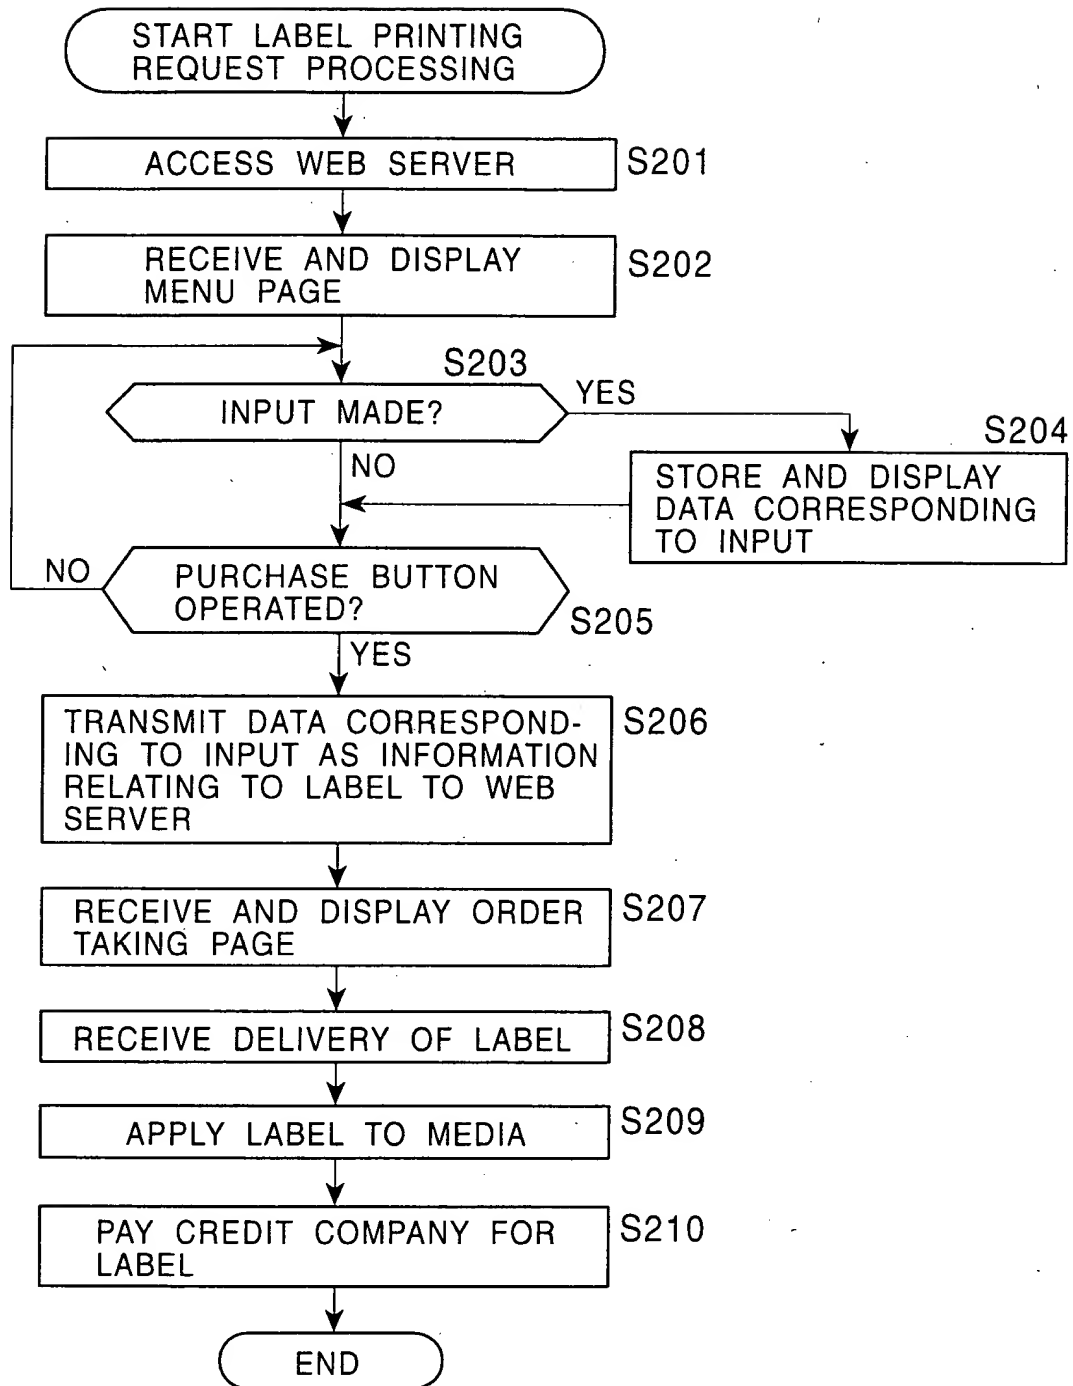 START LABEL PRINTING
REQUEST PROCESSING
ACCESS WEB SERVER
S201
RECEIVE AND DISPLAY
MENU PAGE
S202
S203
INPUT MADE?
YES
NO
S204
STORE AND DISPLAY
DATA CORRESPONDING
TO INPUT
NO
PURCHASE BUTTON
OPERATED?
S205
YES
TRANSMIT DATA CORRESPOND-
ING TO INPUT AS INFORMATION
RELATING TO LABEL TO WEB
SERVER
S206
RECEIVE AND DISPLAY ORDER
TAKING PAGE
S207
RECEIVE DELIVERY OF LABEL
S208
APPLY LABEL TO MEDIA
S209
PAY CREDIT COMPANY FOR
LABEL
S210
END